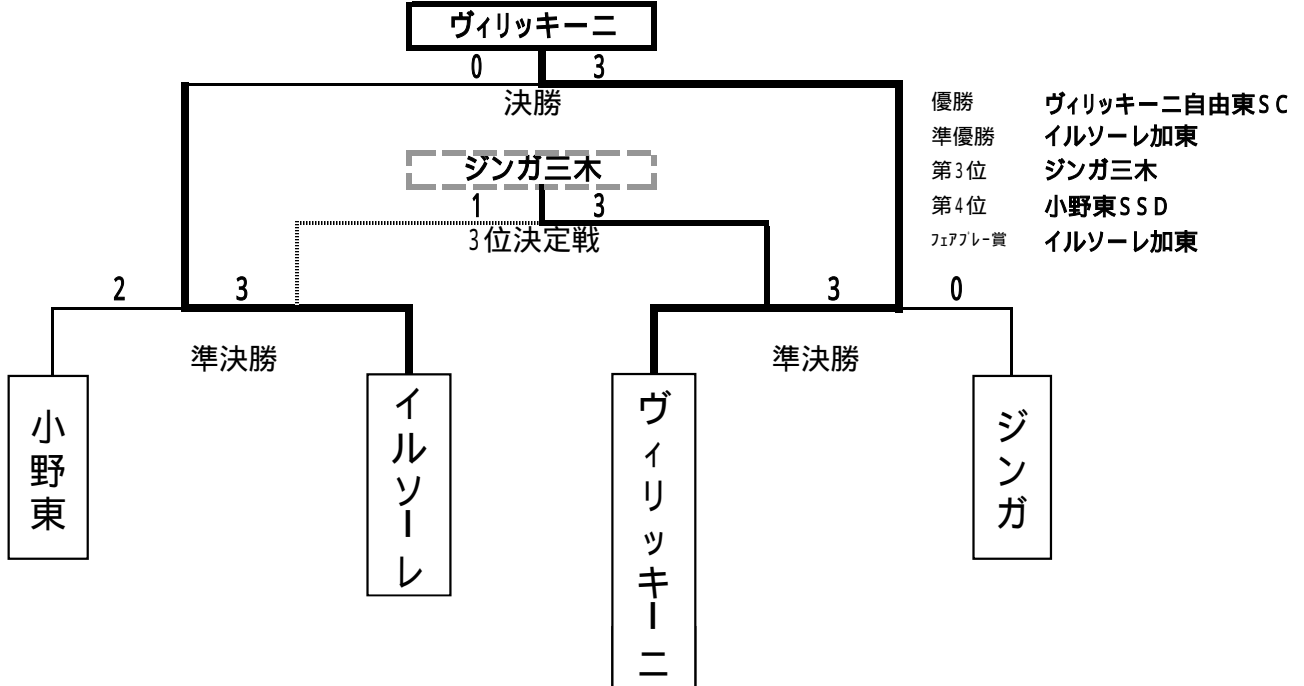 ヴィリッキーニ
0 3
決勝
優勝 ヴィリッキーニ自由東SC
準優勝 イルソーレ加東
第3位 ジンガ三木
第4位 小野東SSD
フェアプレー賞 イルソーレ加東
ジンガ三木
1 3
3位決定戦
2 3
3 0
準決勝
準決勝
小野東
イルソーレ
ヴィリッキーニ
ジンガ